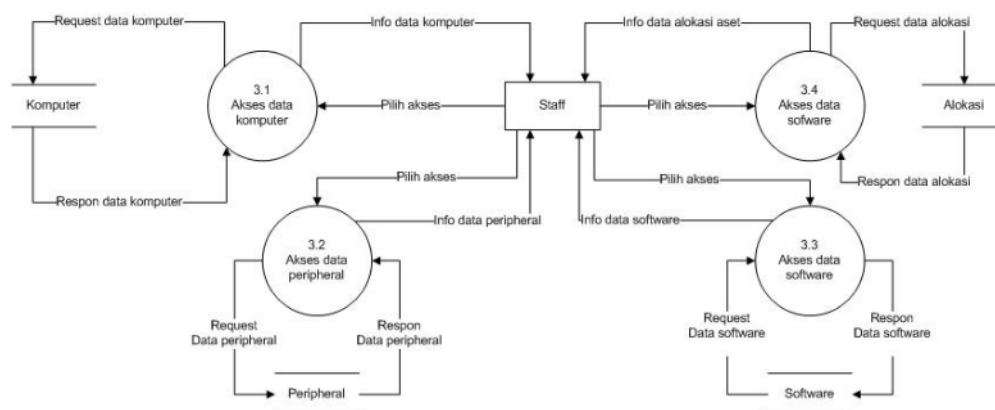 Request data komputer
Info data komputer
Info data alokasi aset
Request data alokasi
3.1
Akses data
komputer
3.4
Akses data
sofware
Komputer
Pilih akses
Staff
Pilih akses
Alokasi
Pilih akses
Pilih akses
Respon data komputer
Respon data alokasi
Info data peripheral
Info data software
3.2
Akses data
peripheral
3.3
Akses data
software
Request
Data peripheral
Respon
Data peripheral
Request
Data software
Respon
Data software
Peripheral
Software